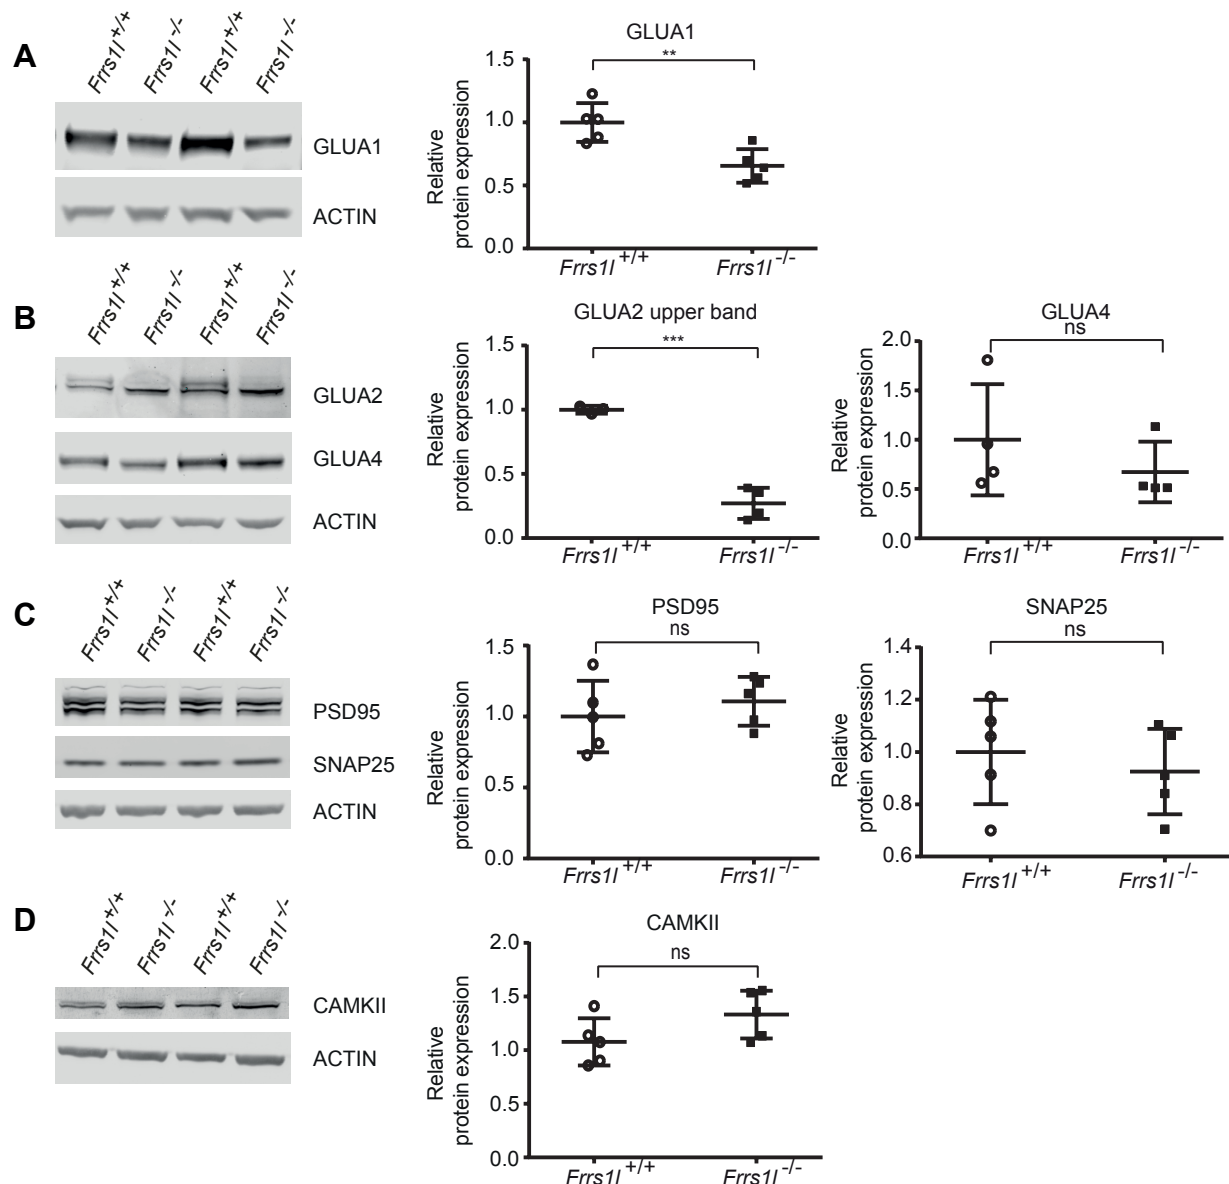 A
Frrs1l +/+ Frrs1l -/- Frrs1l +/+ Frrs1l -/-
GLUA1
ACTIN
GLUA1
**
Relative
protein expression
1.5
1.0
0.5
0.0
Frrs1l +/+ Frrs1l -/-
B
Frrs1l +/+ Frrs1l -/- Frrs1l +/+ Frrs1l -/-
GLUA2
GLUA4
ACTIN
GLUA2 upper band
***
Relative
protein expression
1.5
1.0
0.5
0.0
Frrs1l +/+ Frrs1l -/-
GLUA4
ns
Relative
protein expression
2.0
1.5
1.0
0.5
0.0
Frrs1l +/+ Frrs1l -/-
C
Frrs1l +/+ Frrs1l -/- Frrs1l +/+ Frrs1l -/-
PSD95
SNAP25
ACTIN
PSD95
ns
Relative
protein expression
1.5
1.0
0.5
0.0
Frrs1l +/+ Frrs1l -/-
SNAP25
ns
Relative
protein expression
1.4
1.2
1.0
0.8
0.6
Frrs1l +/+ Frrs1l -/-
D
Frrs1l +/+ Frrs1l -/- Frrs1l +/+ Frrs1l -/-
CAMKII
ACTIN
CAMKII
ns
Relative
protein expression
2.0
1.5
1.0
0.5
0.0
Frrs1l +/+ Frrs1l -/-